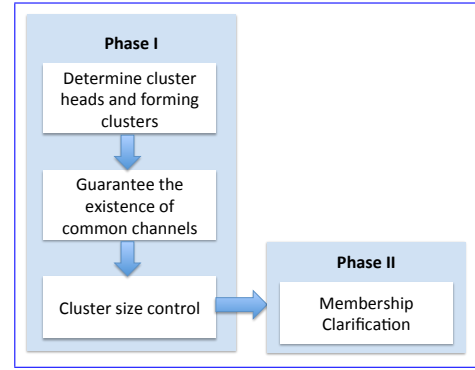 Phase I
Determine cluster
heads and forming
clusters
Guarantee the
existence of
common channels
Cluster size control
Phase II
Membership
Clarification